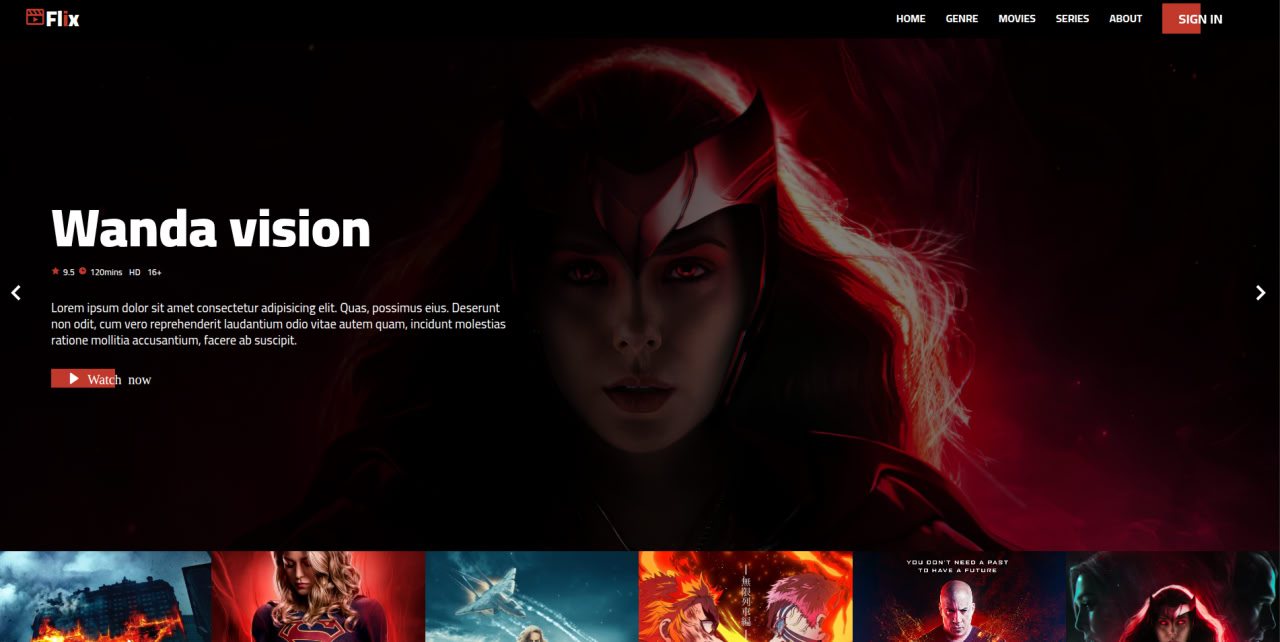 Flix
HOME GENRE MOVIES SERIES ABOUT SIGN IN
Wanda vision
9.5 120mins HD 16+
Lorem ipsum dolor sit amet consectetur adipisicing elit. Quas, possimus eius. Deserunt
non odit, cum vero reprehenderit laudantium odio vitae autem quam, incidunt molestias
ratione mollitia accusantium, facere ab suscipit.
Watch now
無限列車編
YOU DON'T NEED A PAST
TO HAVE A FUTURE